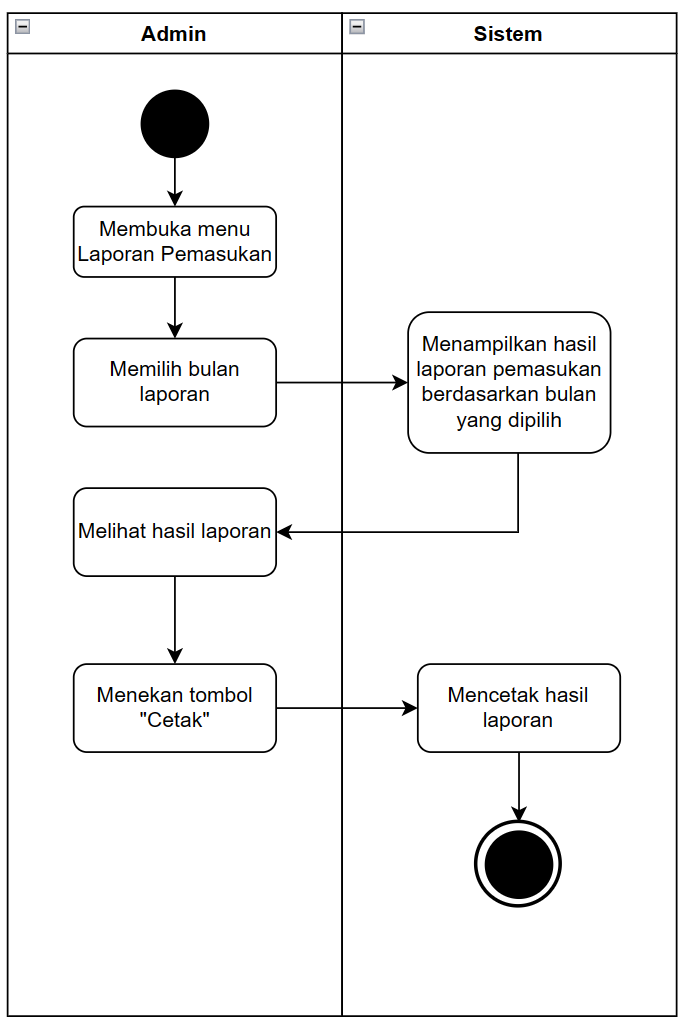 Admin
Sistem
Membuka menu
Laporan Pemasukan
Memilih bulan
laporan
Menampilkan hasil
laporan pemasukan
berdasarkan bulan
yang dipilih
Melihat hasil laporan
Menekan tombol
"Cetak"
Mencetak hasil
laporan